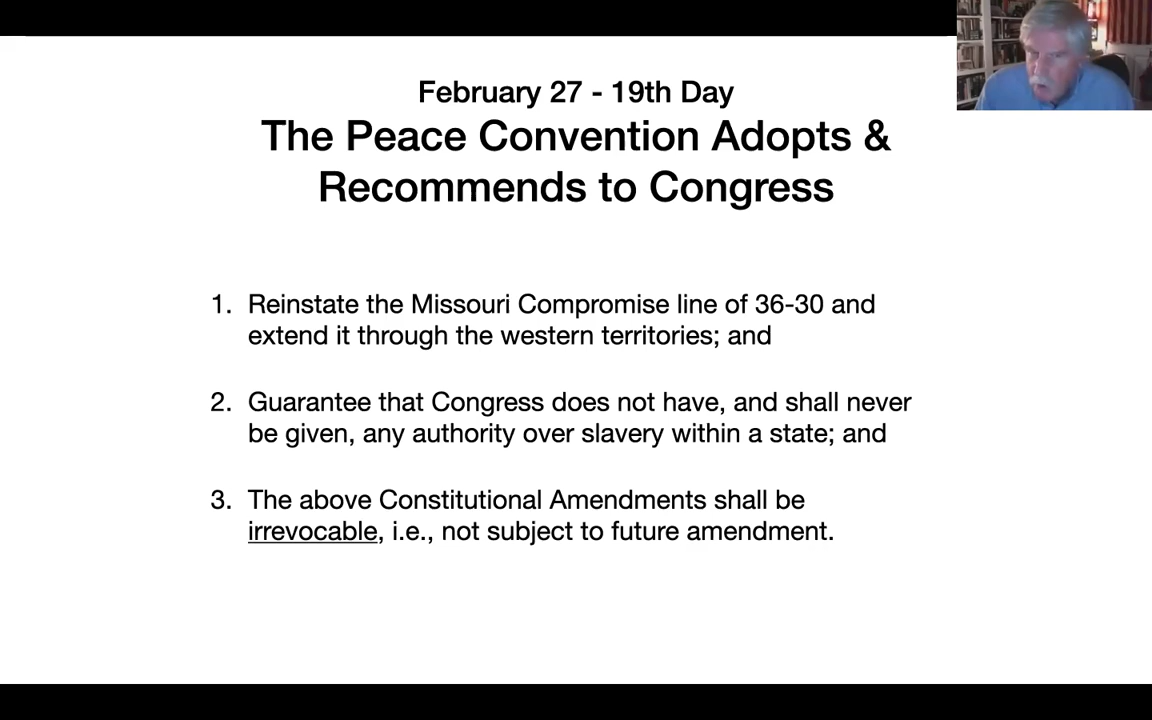 February 27 - 19th Day
The Peace Convention Adopts &
Recommends to Congress
1. Reinstate the Missouri Compromise line of 36-30 and
extend it through the western territories; and
2. Guarantee that Congress does not have, and shall never
be given, any authority over slavery within a state; and
3. The above Constitutional Amendments shall be
irrevocable, i.e., not subject to future amendment.